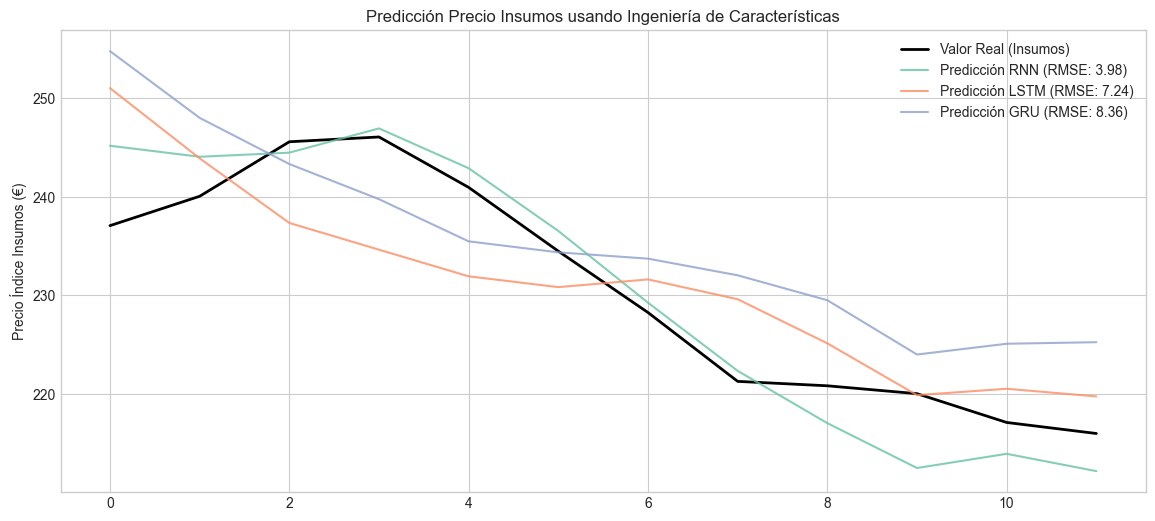 Predicción Precio Insumos usando Ingeniería de Características
Valor Real (Insumos)
Predicción RNN (RMSE: 3.98)
Predicción LSTM (RMSE: 7.24)
Predicción GRU (RMSE: 8.36)
Precio Índice Insumos (€)
250
240
230
220
0
2
4
6
8
10